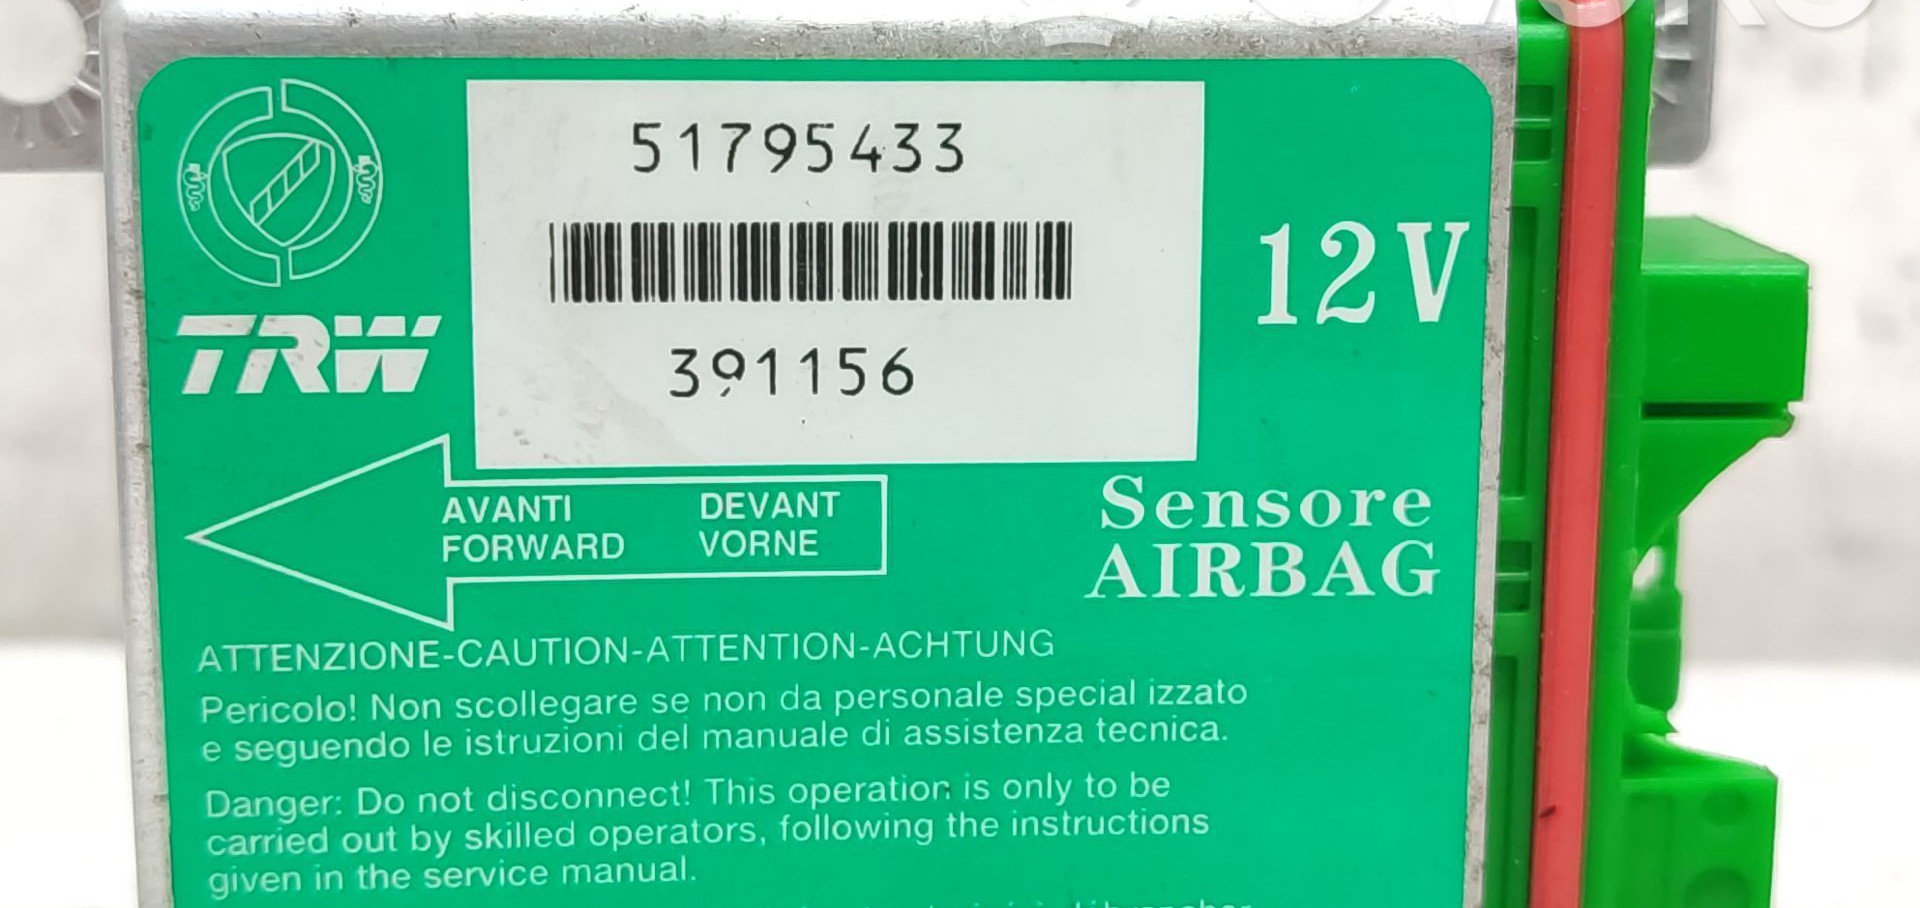 51795433
12V
391156
TRW
AVANTI DEVANT
FORWARD VORNE
Sensore
AIRBAG
ATTENZIONE-CAUTION-ATTENTION-ACHTUNG
Pericolo! Non scollegare se non da personale special izzato
e seguendo le istruzioni del manuale di assistenza tecnica.
Danger: Do not disconnect! This operation is only to be
carried out by skilled operators, following the instructions
given in the service manual.